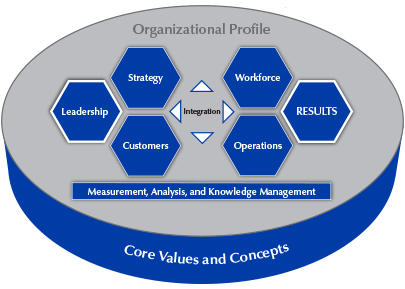 Organizational Profile
Strategy
Workforce
Leadership
Integration
RESULTS
Customers
Operations
Measurement, Analysis, and Knowledge Management
Core Values and Concepts